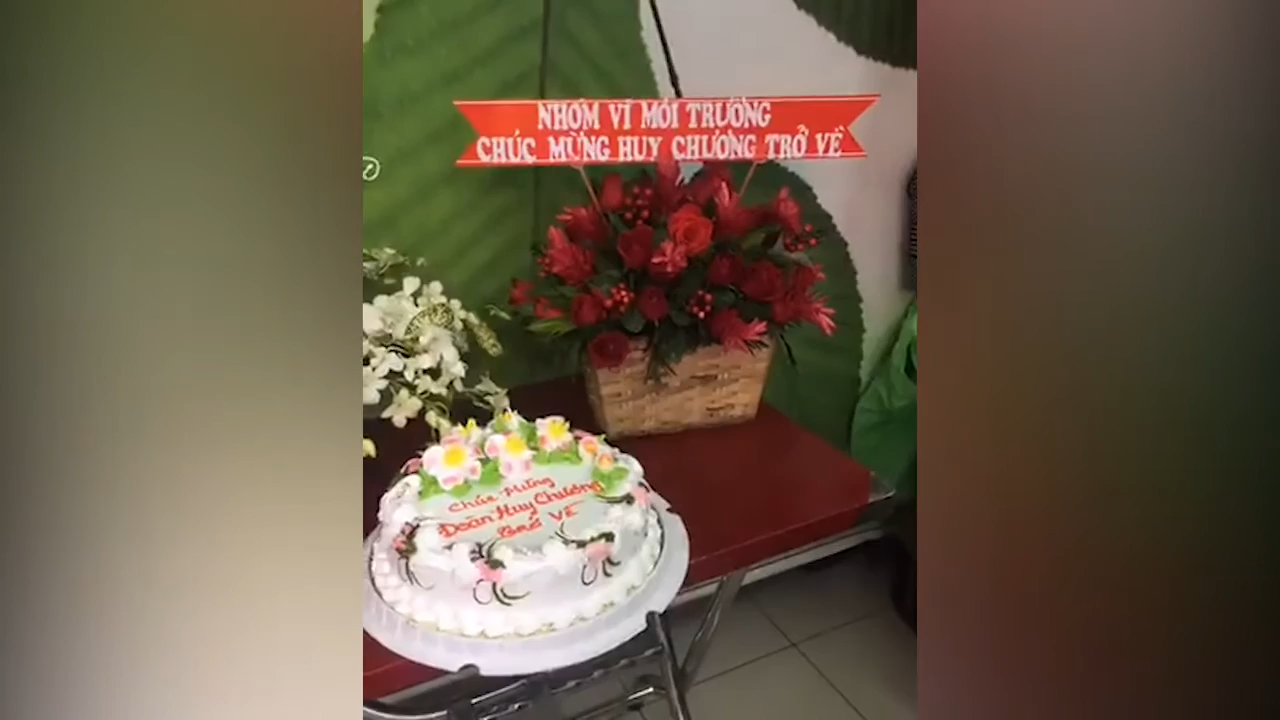 NHÓM VÌ MÔI TRƯỜNG
CHÚC MỪNG HUY CHƯƠNG TRỞ VỀ
Chúc Mừng
Đoàn Huy Chương
trở về